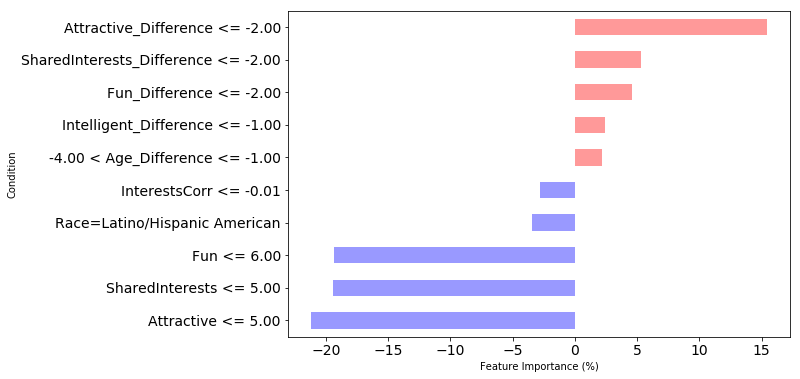 Attractive_Difference <= -2.00
SharedInterests_Difference <= -2.00
Fun_Difference <= -2.00
Intelligent_Difference <= -1.00
-4.00 < Age_Difference <= -1.00
InterestsCorr <= -0.01
Race=Latino/Hispanic American
Fun <= 6.00
SharedInterests <= 5.00
Attractive <= 5.00
Condition
−20 −15 −10 −5 0 5 10 15
Feature Importance (%)